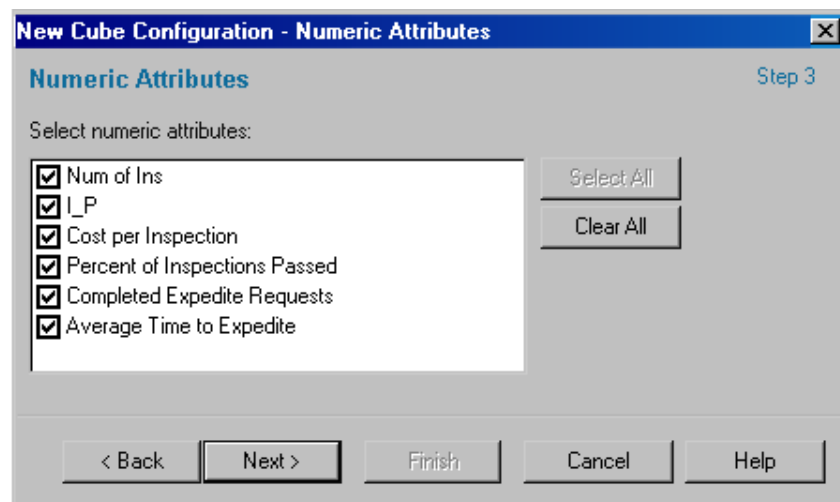 New Cube Configuration - Numeric Attributes
Numeric Attributes
Step 3
Select numeric attributes:
Num of Ins
I_P
Cost per Inspection
Percent of Inspections Passed
Completed Expedite Requests
Average Time to Expedite
Select All
Clear All
< Back
Next >
Finish
Cancel
Help